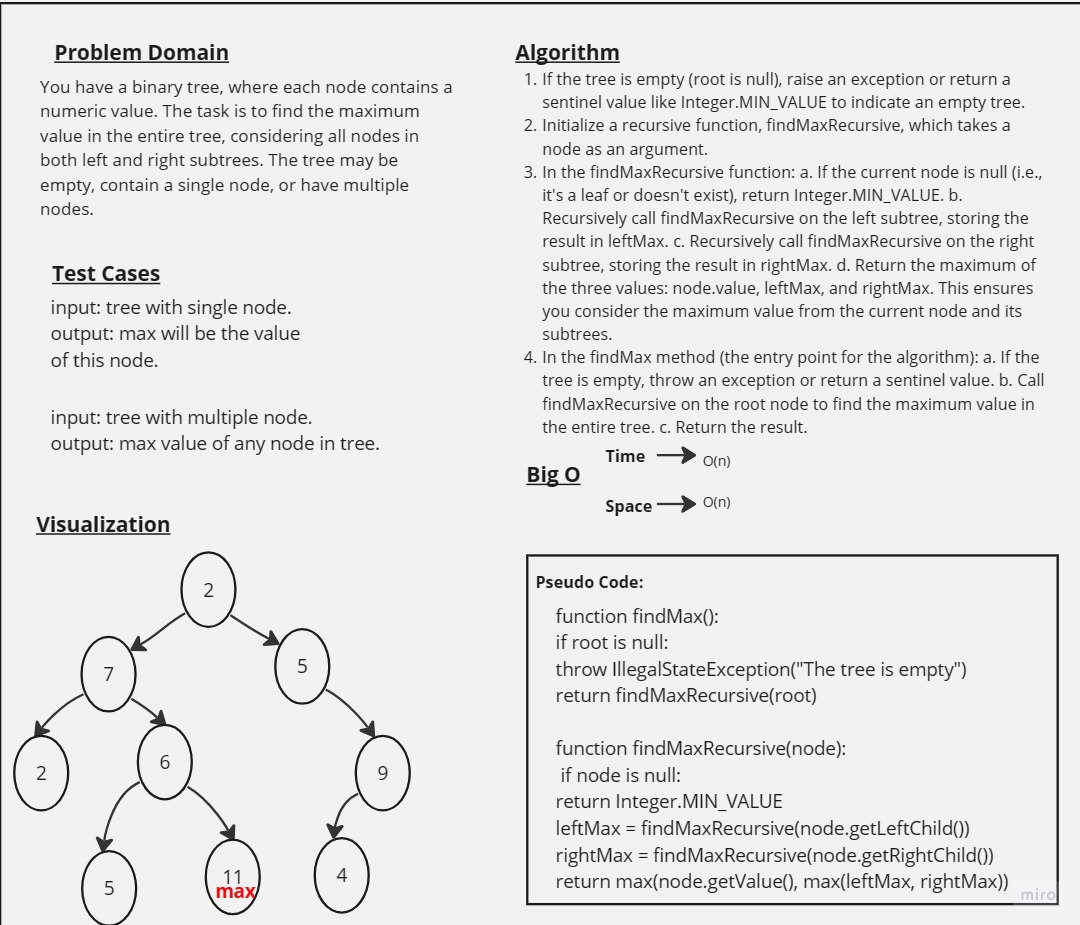 Problem Domain
You have a binary tree, where each node contains a
numeric value. The task is to find the maximum
value in the entire tree, considering all nodes in
both left and right subtrees. The tree may be
empty, contain a single node, or have multiple
nodes.
Test Cases
input: tree with single node.
output: max will be the value
of this node.
input: tree with multiple node.
output: max value of any node in tree.
Visualization
2
7
5
2
6
9
5
11
max
4
Algorithm
1. If the tree is empty (root is null), raise an exception or return a
sentinel value like Integer.MIN_VALUE to indicate an empty tree.
2. Initialize a recursive function, findMaxRecursive, which takes a
node as an argument.
3. In the findMaxRecursive function: a. If the current node is null (i.e.,
it's a leaf or doesn't exist), return Integer.MIN_VALUE. b.
Recursively call findMaxRecursive on the left subtree, storing the
result in leftMax. c. Recursively call findMaxRecursive on the right
subtree, storing the result in rightMax. d. Return the maximum of
the three values: node.value, leftMax, and rightMax. This ensures
you consider the maximum value from the current node and its
subtrees.
4. In the findMax method (the entry point for the algorithm): a. If the
tree is empty, throw an exception or return a sentinel value. b. Call
findMaxRecursive on the root node to find the maximum value in
the entire tree. c. Return the result.
Big O
Time O(n)
Space O(n)
Pseudo Code:
function findMax():
if root is null:
throw IllegalStateException("The tree is empty")
return findMaxRecursive(root)
function findMaxRecursive(node):
if node is null:
return Integer.MIN_VALUE
leftMax = findMaxRecursive(node.getLeftChild())
rightMax = findMaxRecursive(node.getRightChild())
return max(node.getValue(), max(leftMax, rightMax))
miro